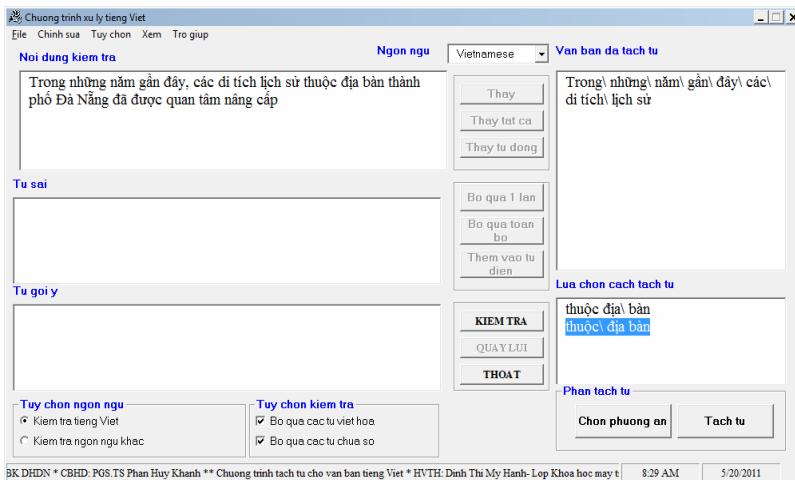 Chuong trinh xu ly tieng Viet
File Chinh sua Tuy chon Xem Tro giup
Noi dung kiem tra
Ngon ngu
Vietnamese
Van ban da tach tu
Trong những năm gần đây, các di tích lịch sử thuộc địa bàn thành
phố Đà Nẵng đã được quan tâm nâng cấp
Thay
Thay tat ca
Thay tu dong
Trong\ những\ năm\ gần\ đây\ các\
di tích\ lịch sử
Tu sai
Bo qua 1 lan
Bo qua toan
bo
Them vao tu
dien
Tu goi y
Lua chon cach tach tu
thuộc địa\ bàn
thuộc\ địa bàn
KIEM TRA
QUAY LUI
THOAT
Tuy chon ngon ngu
Kiem tra tieng Viet
Kiem tra ngon ngu khac
Tuy chon kiem tra
Bo qua cac tu viet hoa
Bo qua cac tu chua so
Phan tach tu
Chon phuong an
Tach tu
BK DHDN * CBHD: PGS.TS Phan Huy Khanh ** Chuong trinh tach tu cho van ban tieng Viet * HVTH: Dinh Thi My Hanh- Lop Khoa hoc may t
8:29 AM
5/20/2011